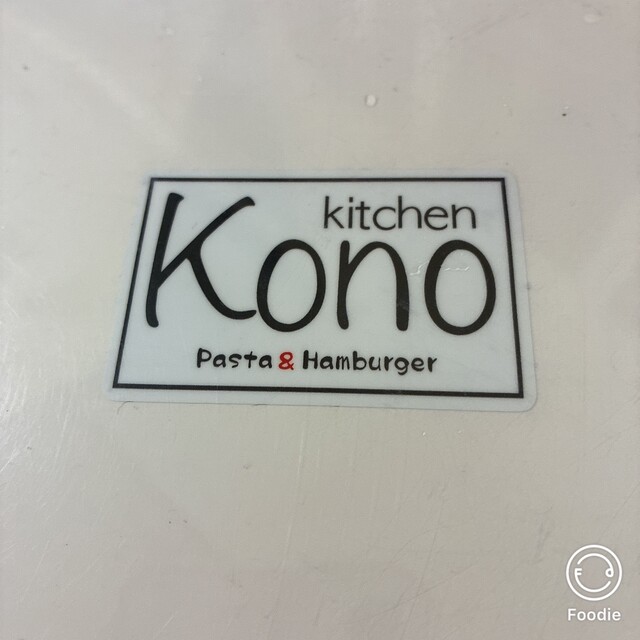 kitchen
Kono
Pasta & Hamburger
Foodie